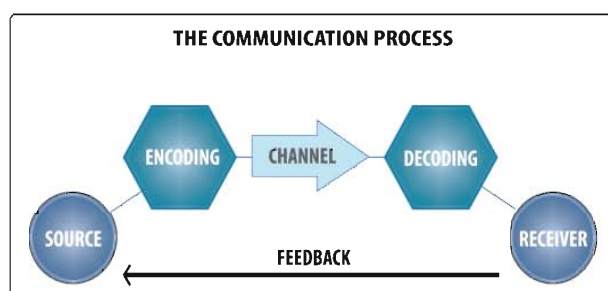 THE COMMUNICATION PROCESS
ENCODING
CHANNEL
DECODING
SOURCE
RECEIVER
FEEDBACK